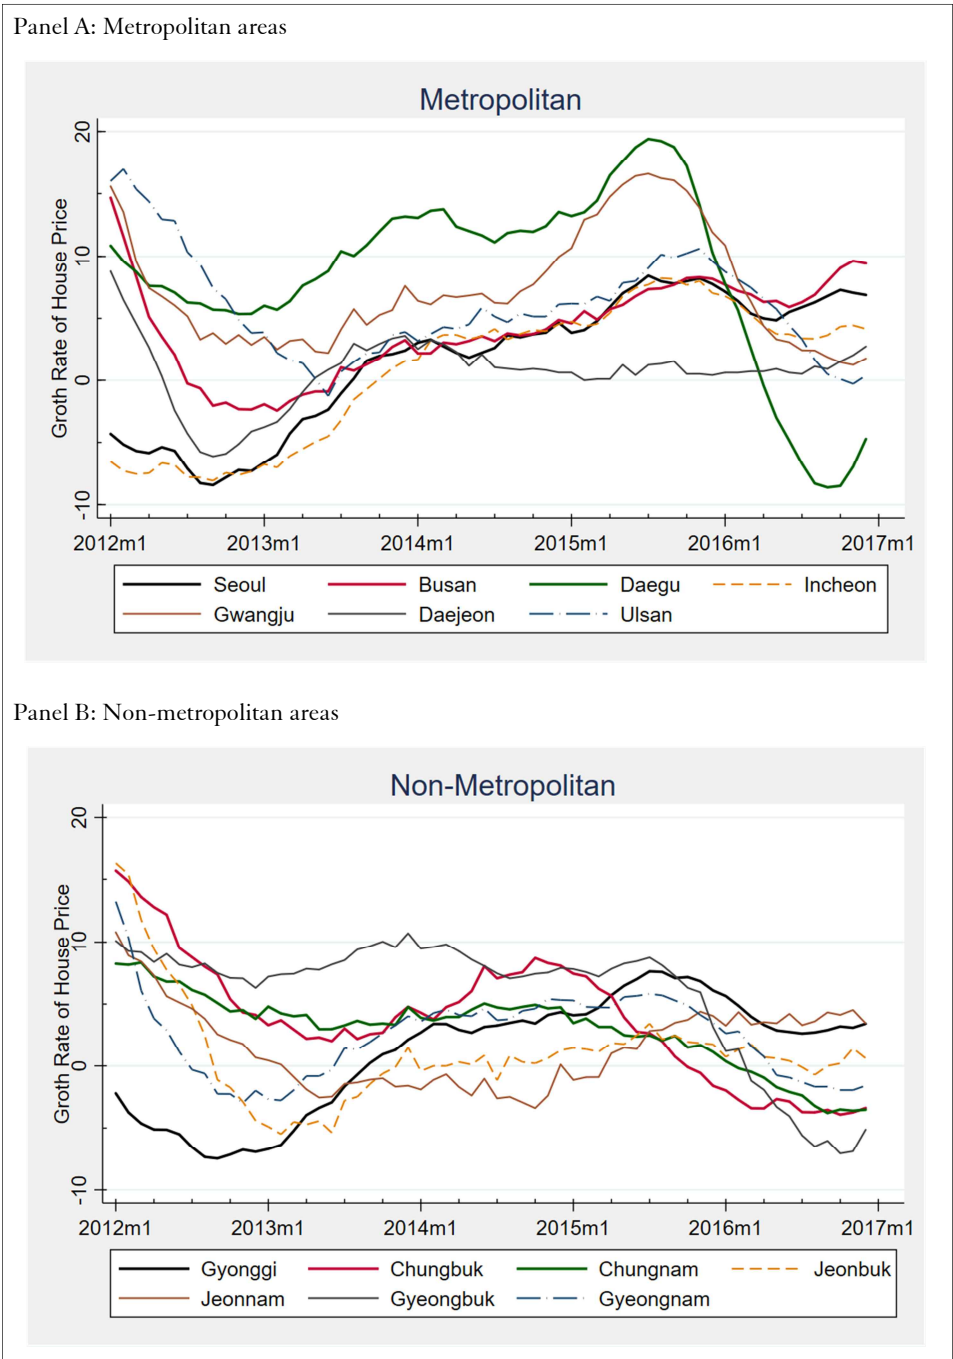 Panel A: Metropolitan areas
Metropolitan
Groth Rate of House Price
20
10
0
-10
2012m1 2013m1 2014m1 2015m1 2016m1 2017m1
Seoul Busan Daegu Incheon
Gwangju Daejeon Ulsan
Panel B: Non-metropolitan areas
Non-Metropolitan
Groth Rate of House Price
20
10
0
-10
2012m1 2013m1 2014m1 2015m1 2016m1 2017m1
Gyonggi Chungbuk Chungnam Jeonbuk
Jeonnam Gyeongbuk Gyeongnam